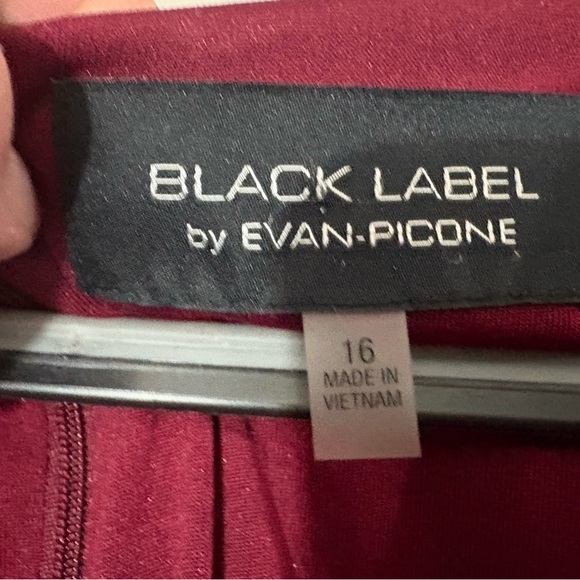 BLACK LABEL
by EVAN-PICONE
16
MADE IN
VIETNAM